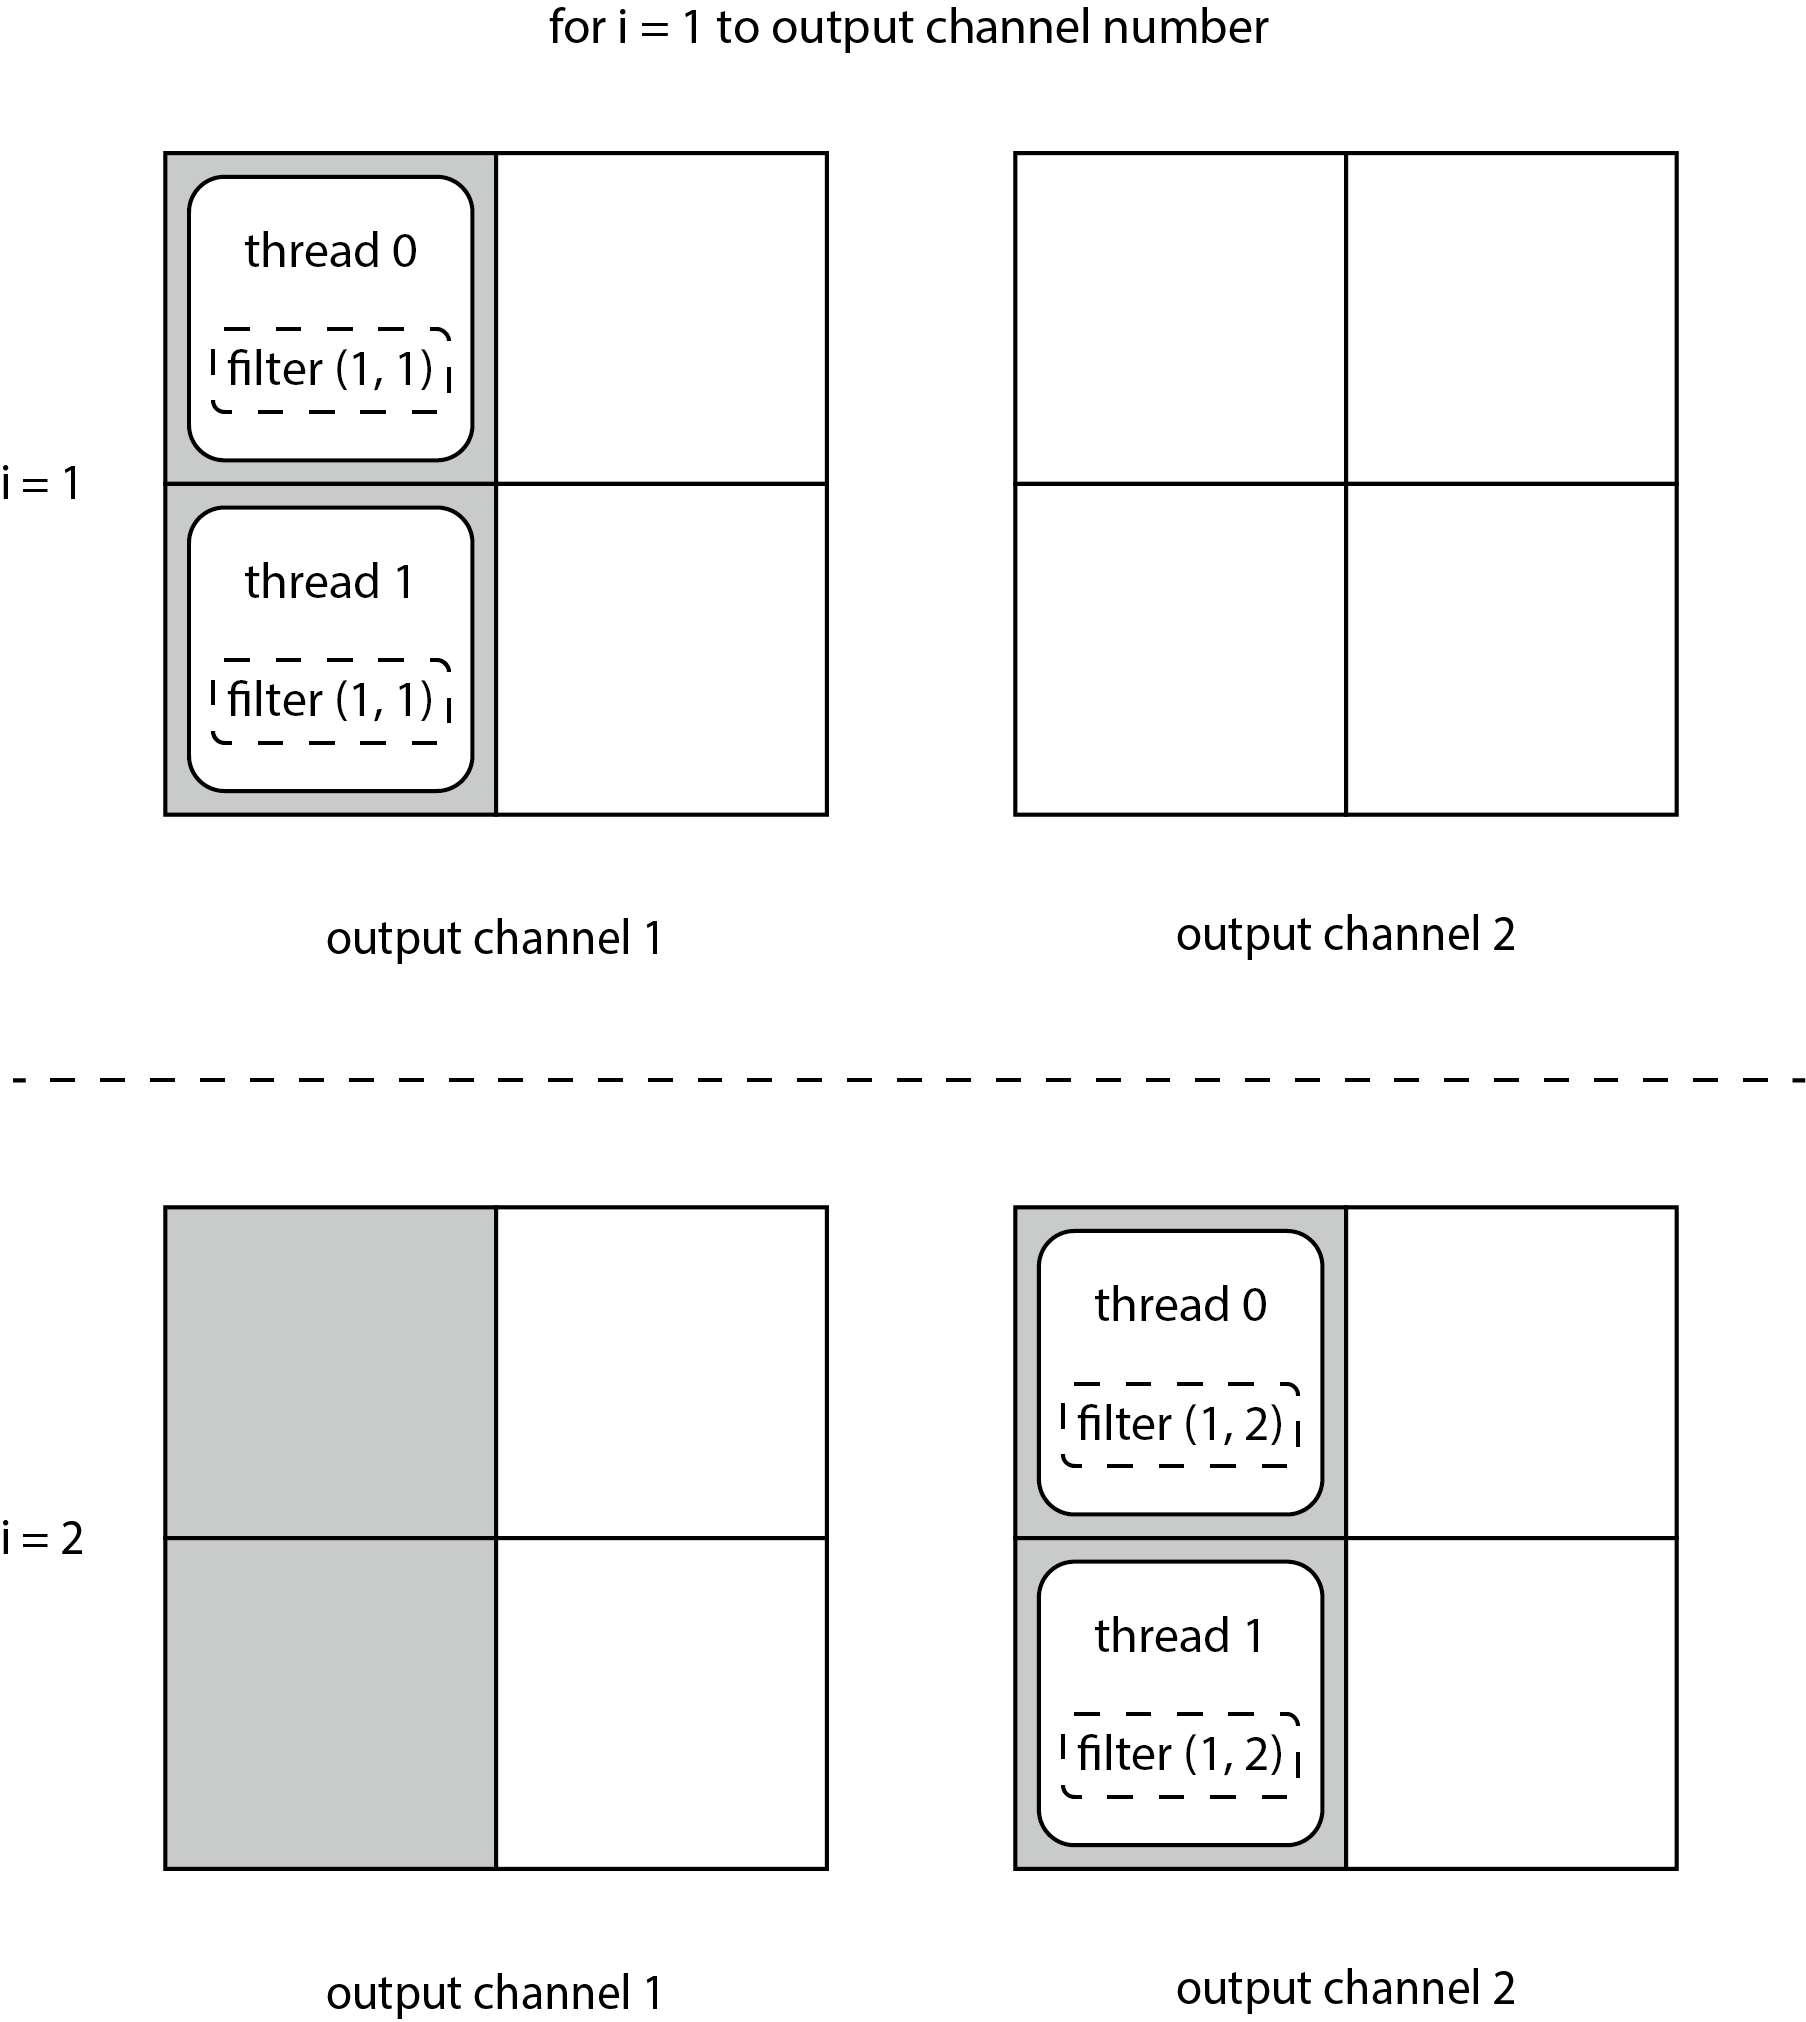 for i = 1 to output channel number
thread 0
filter (1, 1)
i = 1
thread 1
filter (1, 1)
output channel 1
output channel 2
thread 0
filter (1, 2)
i = 2
thread 1
filter (1, 2)
output channel 1
output channel 2